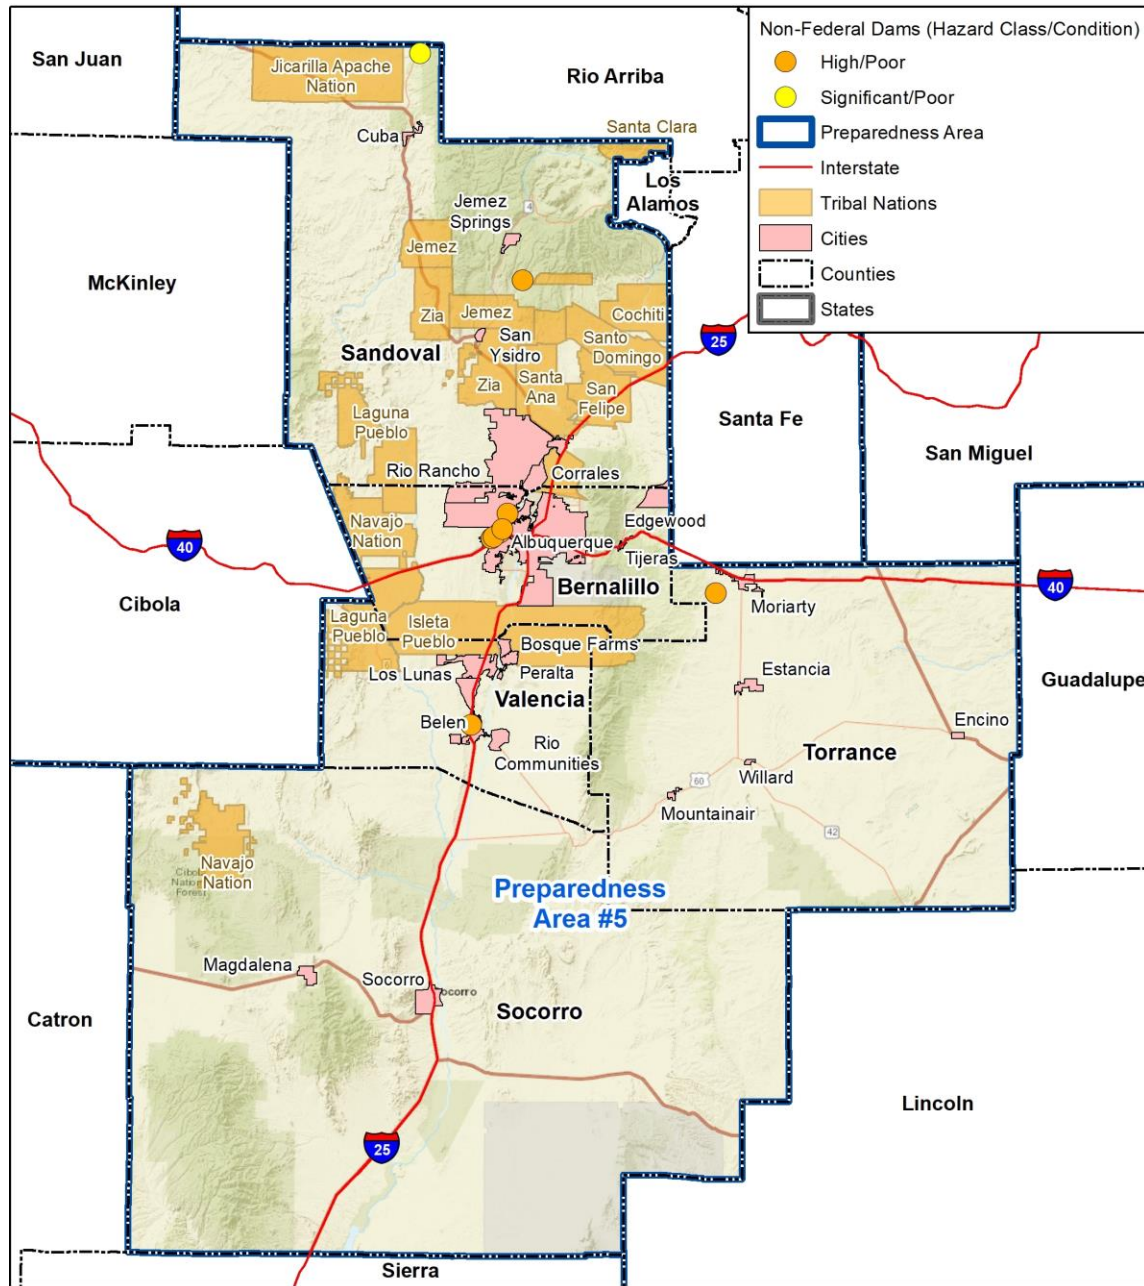 Non-Federal Dams (Hazard Class/Condition)
High/Poor
Significant/Poor
Preparedness Area
Interstate
Tribal Nations
Cities
Counties
States
San Juan
Jicarilla Apache
Nation
Rio Arriba
Cuba
Santa Clara
Los
Alamos
Jemez
Springs
4
Jemez
McKinley
Zia
Jemez
Cochiti
San
Ysidro
Santo
Domingo
25
Sandoval
Zia
Santa
Ana
San
Felipe
Laguna
Pueblo
Santa Fe
San Miguel
Rio Rancho
Corrales
Navajo
Nation
Edgewood
40
Albuquerque
Tijeras
Bernalillo
40
Cibola
Moriarty
Laguna
Pueblo
Isleta
Pueblo
Bosque Farms
Los Lunas
Peralta
Estancia
Guadalupe
Valencia
Belen
Encino
Rio
Communities
Torrance
Willard
60
Mountainair
42
Navajo
Nation
Preparedness
Area #5
Magdalena
Socorro
Socorro
Catron
Lincoln
25
Sierra